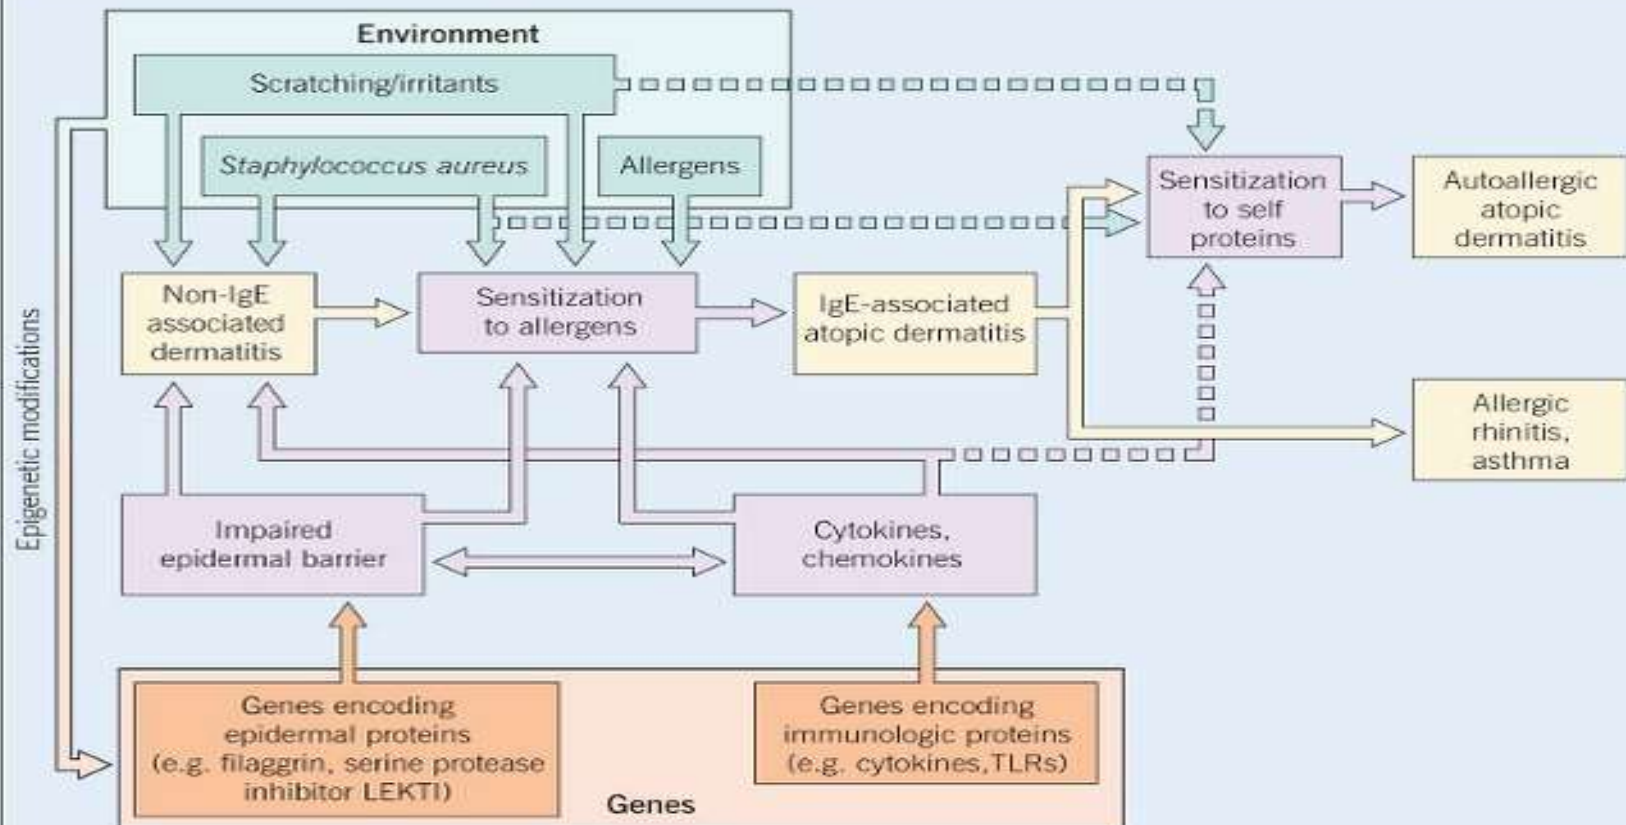 Environment
Scratching/irritants
Staphylococcus aureus
Allergens
Sensitization
to self
proteins
Autoallergic
atopic
dermatitis
Non-IgE
associated
dermatitis
Sensitization
to allergens
IgE-associated
atopic dermatitis
Allergic
rhinitis,
asthma
Epigenetic modifications
Impaired
epidermal barrier
Cytokines,
chemokines
Genes encoding
epidermal proteins
(e.g. filaggrin, serine protease
inhibitor LEKTI)
Genes encoding
immunologic proteins
(e.g. cytokines,TLRs)
Genes